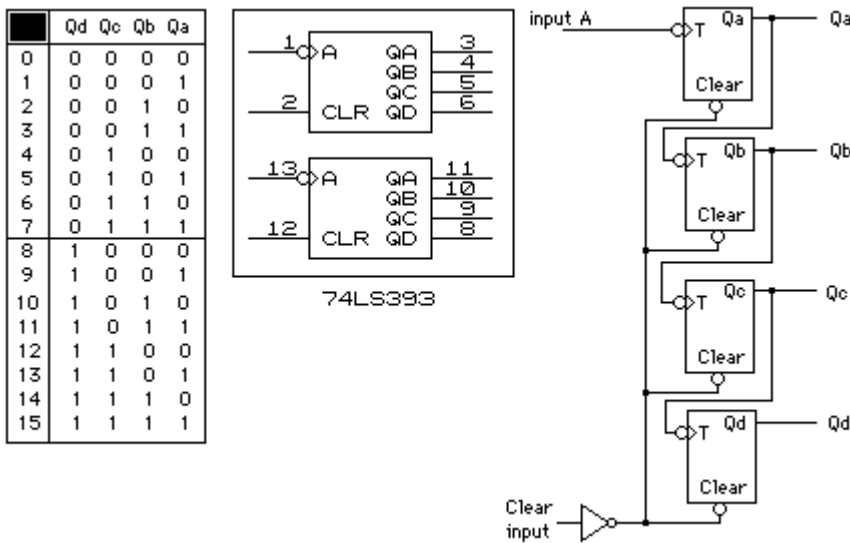 Qd Qc Qb Qa
0 0 0 0 0
1 0 0 0 1
2 0 0 1 0
3 0 0 1 1
4 0 1 0 0
5 0 1 0 1
6 0 1 1 0
7 0 1 1 1
8 1 0 0 0
9 1 0 0 1
10 1 0 1 0
11 1 0 1 1
12 1 1 0 0
13 1 1 0 1
14 1 1 1 0
15 1 1 1 1
1 A QA 3
QB 4
QC 5
2 CLR QD 6
13 A QA 11
QB 10
QC 9
12 CLR QD 8
74LS393
input A
T Qa Qa
Clear
T Qb Qb
Clear
T Qc Qc
Clear
T Qd Qd
Clear
Clear
input